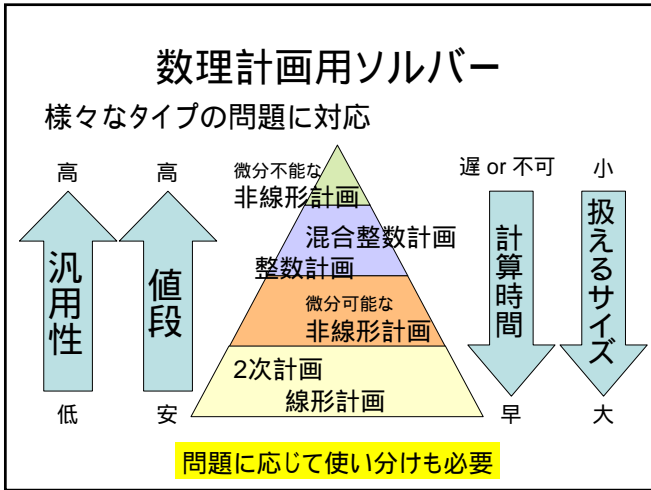 数理計画用ソルバー
様々なタイプの問題に対応
高
汎用性
低
高
値段
安
微分不能な
非線形計画
混合整数計画
整数計画
微分可能な
非線形計画
2次計画
線形計画
遅 or 不可
計算時間
早
小
扱えるサイズ
大
問題に応じて使い分けも必要